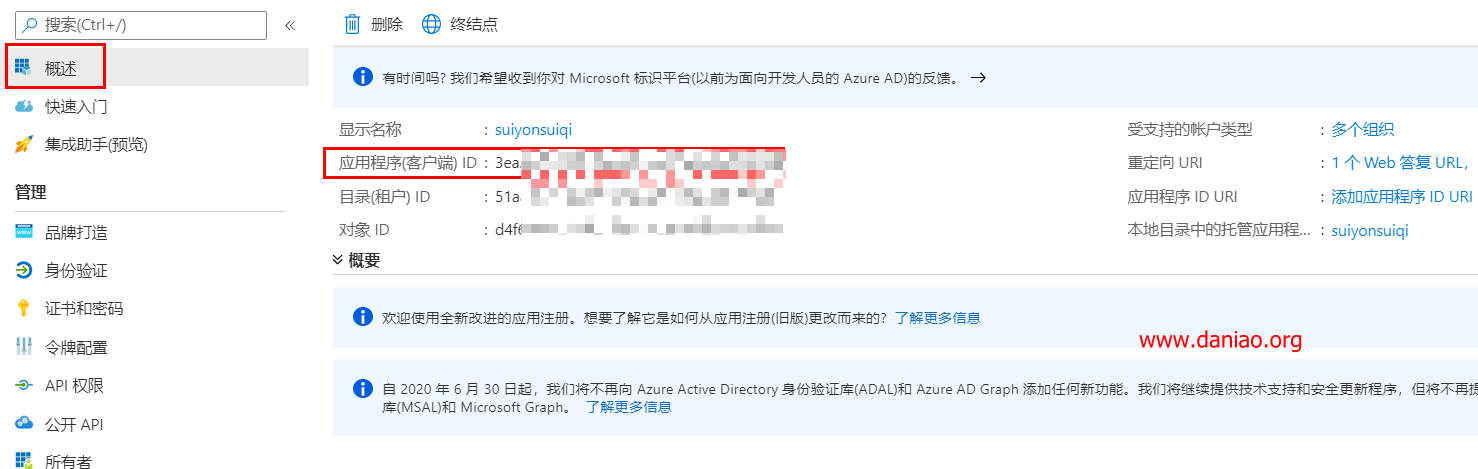 搜索(Ctrl+/)
«
概述
快速入门
集成助手(预览)
管理
品牌打造
身份验证
证书和密码
令牌配置
API 权限
公开 API
所有者
删除 终结点
有时间吗? 我们希望收到你对 Microsoft 标识平台(以前为面向开发人员的 Azure AD)的反馈。 →
显示名称 : suiyonsuiqi
应用程序(客户端) ID : 3ea
目录(租户) ID : 51a
对象 ID : d4f6
受支持的帐户类型 : 多个组织
重定向 URI : 1 个 Web 答复 URL,
应用程序 ID URI : 添加应用程序 ID URI
本地目录中的托管应用程... : suiyonsuiqi
概要
欢迎使用全新改进的应用注册。想要了解它是如何从应用注册(旧版)更改而来的? 了解更多信息
www.daniao.org
自 2020 年 6 月 30 日起，我们将不再向 Azure Active Directory 身份验证库(ADAL)和 Azure AD Graph 添加任何新功能。我们将继续提供技术支持和安全更新程序，但将不再提
库(MSAL)和 Microsoft Graph。 了解更多信息